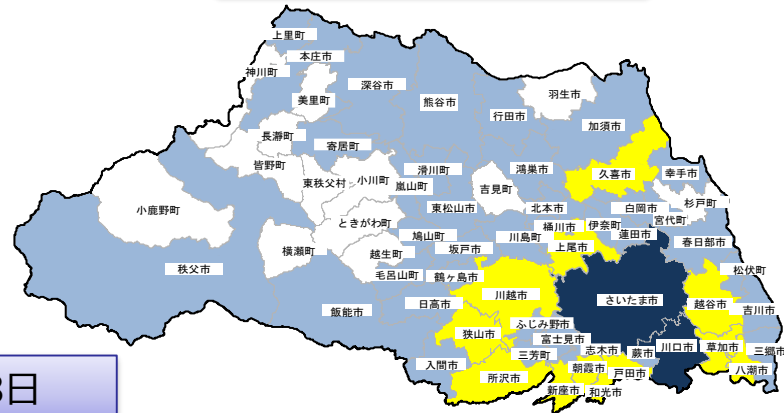 上里町
本庄市
神川町
深谷市
美里町
熊谷市
羽生市
行田市
加須市
長瀞町
寄居町
皆野町
滑川町
鴻巣市
久喜市
幸手市
東秩父村
小川町
嵐山町
吉見町
小鹿野町
東松山市
北本市
白岡市
杉戸町
宮代町
ときがわ町
桶川市
伊奈町
蓮田市
鳩山町
川島町
上尾市
春日部市
横瀬町
越生町
坂戸市
秩父市
毛呂山町
鶴ヶ島市
松伏町
川越市
さいたま市
越谷市
吉川市
日高市
飯能市
ふじみ野市
狭山市
富士見市
三芳町
志木市
蕨市
川口市
草加市
三郷市
入間市
所沢市
朝霞市
戸田市
八潮市
新座市
和光市
日